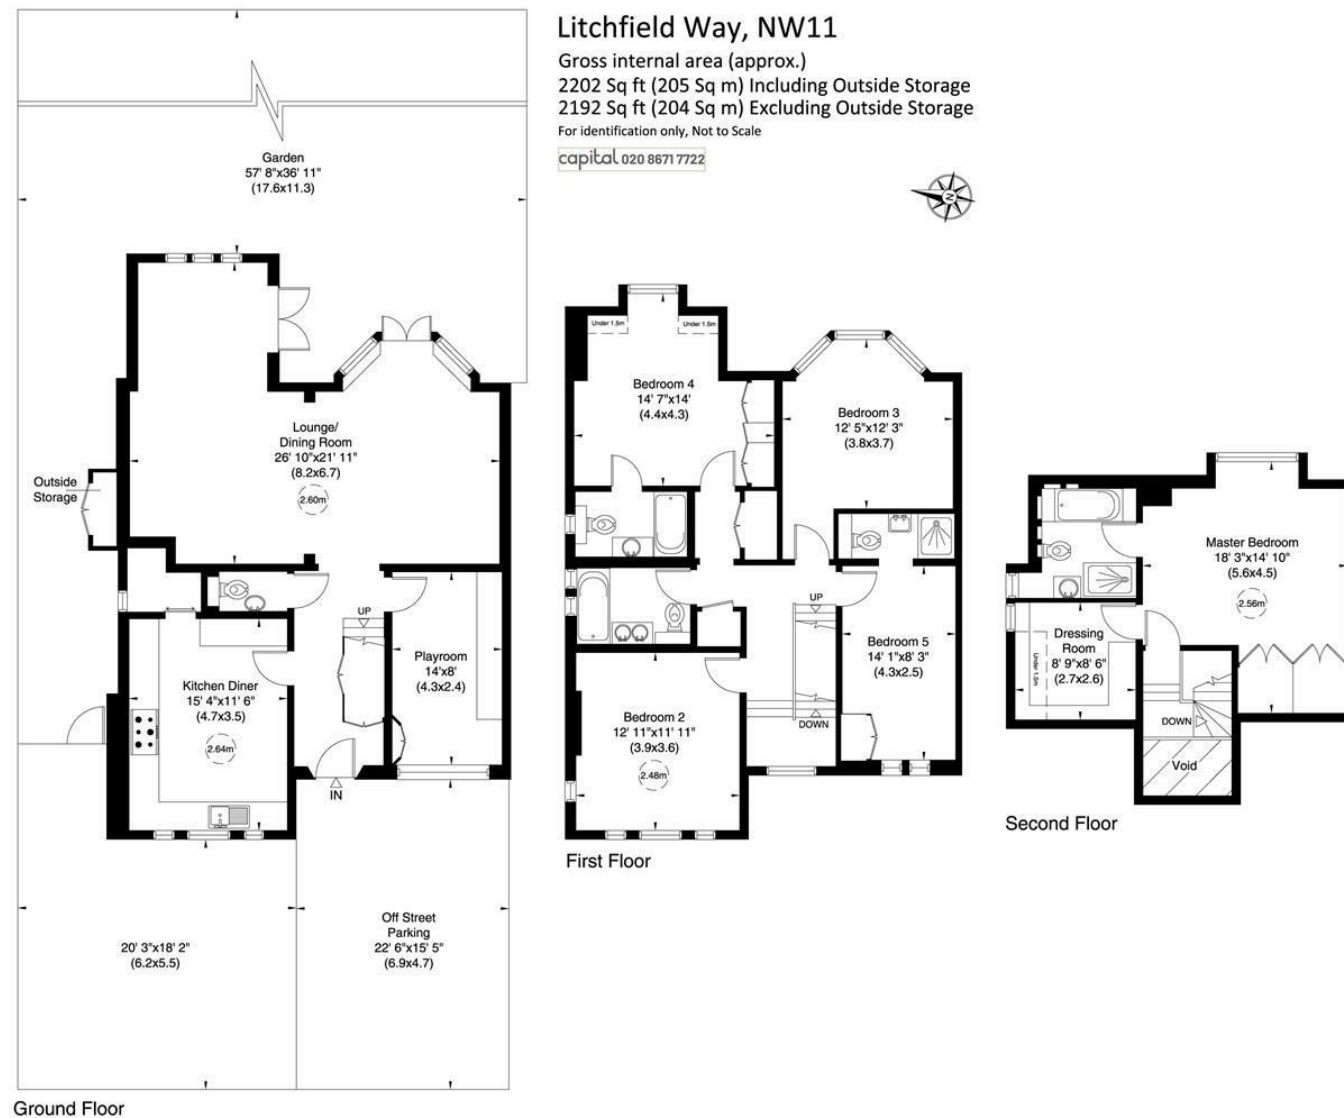 Litchfield Way, NW11
Gross internal area (approx.)
2202 Sq ft (205 Sq m) Including Outside Storage
2192 Sq ft (204 Sq m) Excluding Outside Storage
For identification only, Not to Scale
capital 020 8671 7722
N
Garden
57' 8"x36' 11"
(17.6x11.3)
Lounge/
Dining Room
26' 10"x21' 11"
(8.2x6.7)
2.60m
Outside
Storage
UP
Playroom
14'x8'
(4.3x2.4)
Kitchen Diner
15' 4"x11' 6"
(4.7x3.5)
2.64m
IN
20' 3"x18' 2"
(6.2x5.5)
Off Street
Parking
22' 6"x15' 5"
(6.9x4.7)
Ground Floor
Under 1.5m
Under 1.5m
Bedroom 4
14' 7"x14'
(4.4x4.3)
Bedroom 3
12' 5"x12' 3"
(3.8x3.7)
UP
Bedroom 5
14' 1"x8' 3"
(4.3x2.5)
Bedroom 2
12' 11"x11' 11"
(3.9x3.6)
2.48m
DOWN
First Floor
Master Bedroom
18' 3"x14' 10"
(5.6x4.5)
2.56m
Dressing
Room
8' 9"x8' 6"
(2.7x2.6)
Under 1.5m
DOWN
Void
Second Floor